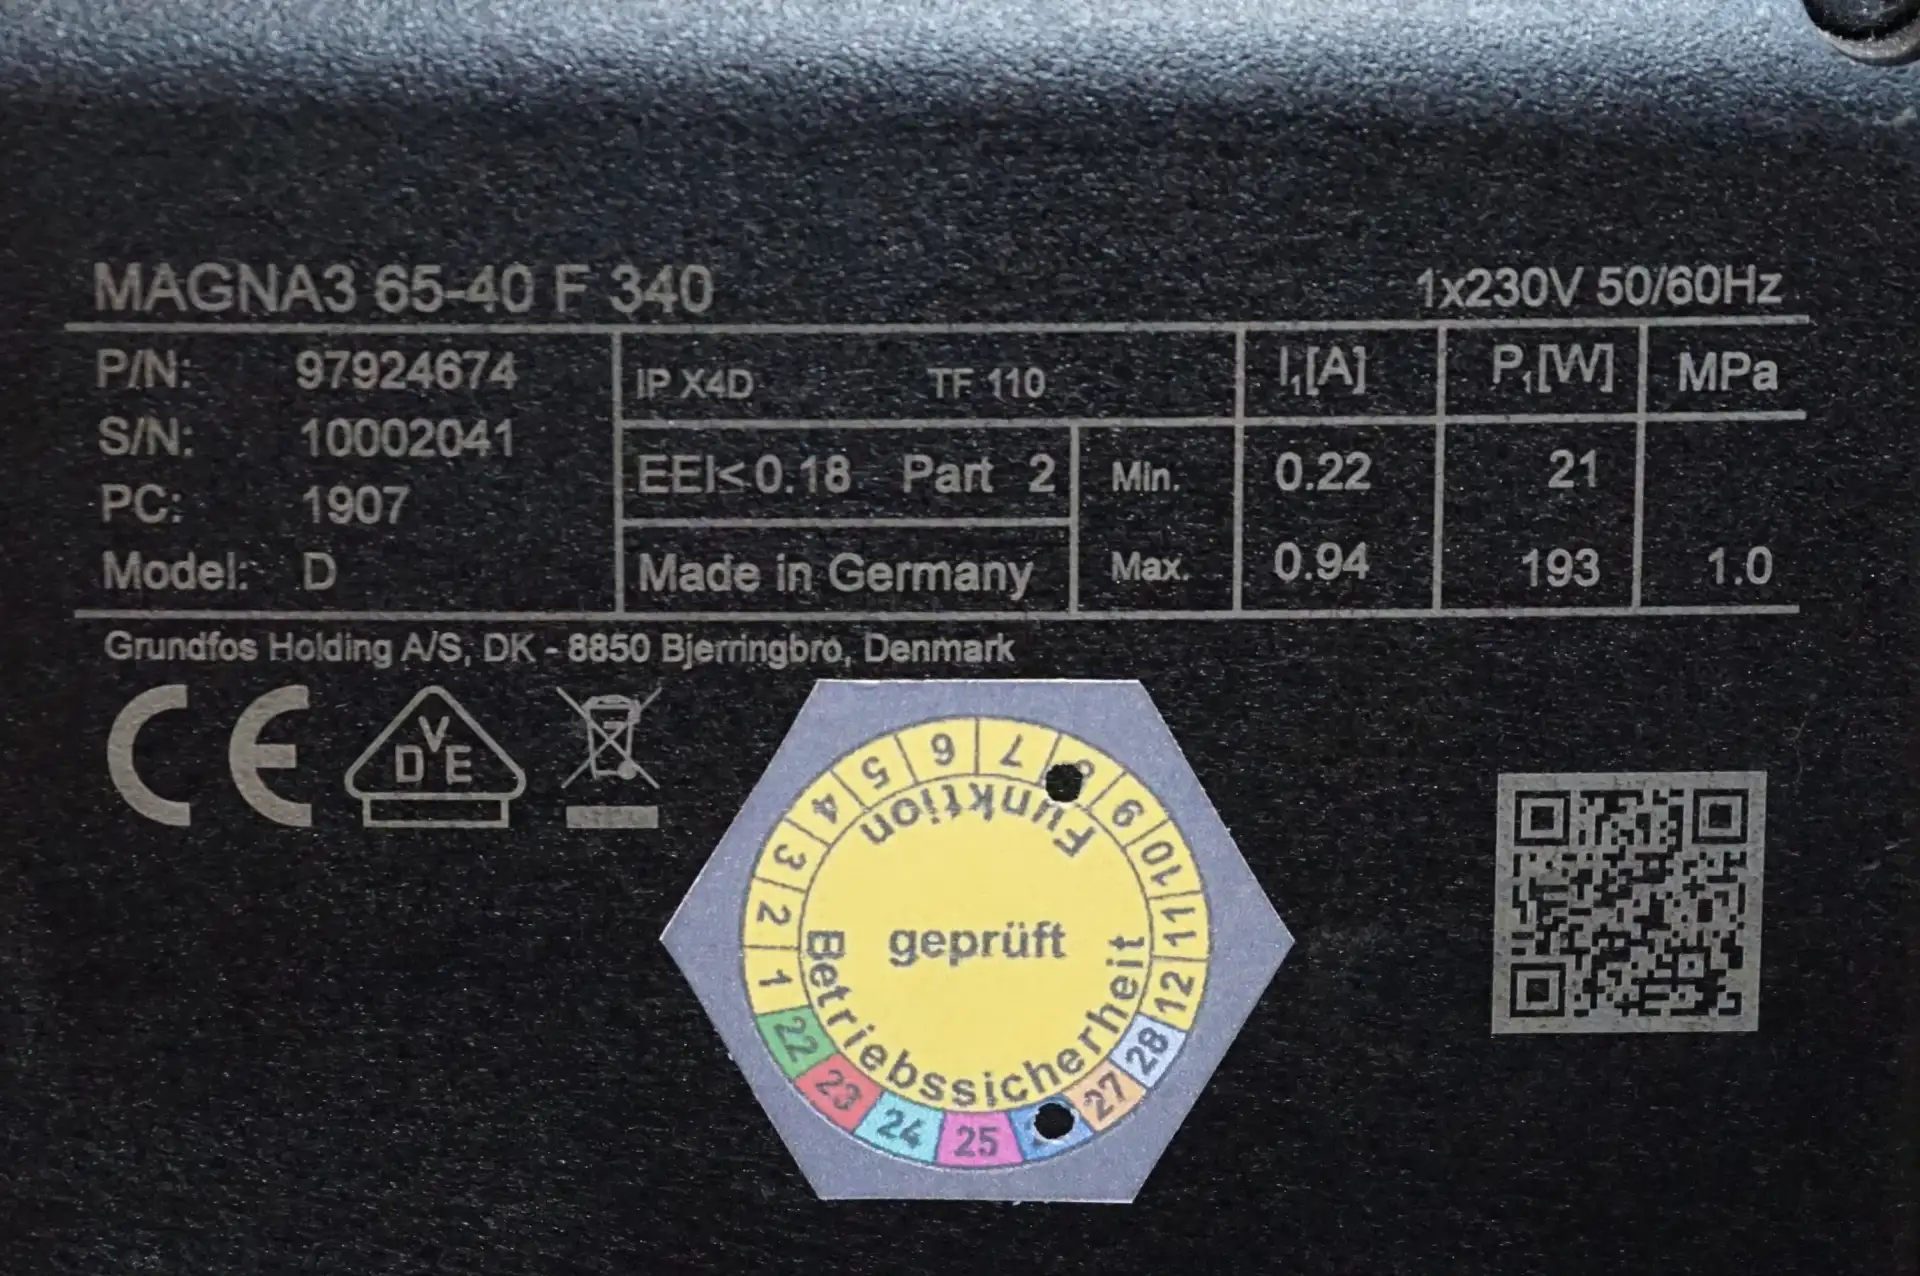 MAGNA3 65-40 F 340 1x230V 50/60Hz
P/N: 97924674 IP X4D TF 110 I₁[A] P₁[W] MPa
S/N: 10002041 EEI<0.18 Part 2 Min. 0.22 21
PC: 1907
Model: D Made in Germany Max. 0.94 193 1.0
Grundfos Holding A/S, DK - 8850 Bjerringbro, Denmark
CE
DVE
1 2 3 4 5 6 7 9 10 11 12
Funktion
geprüft
Betriebssicherheit
22 23 24 25 27 28